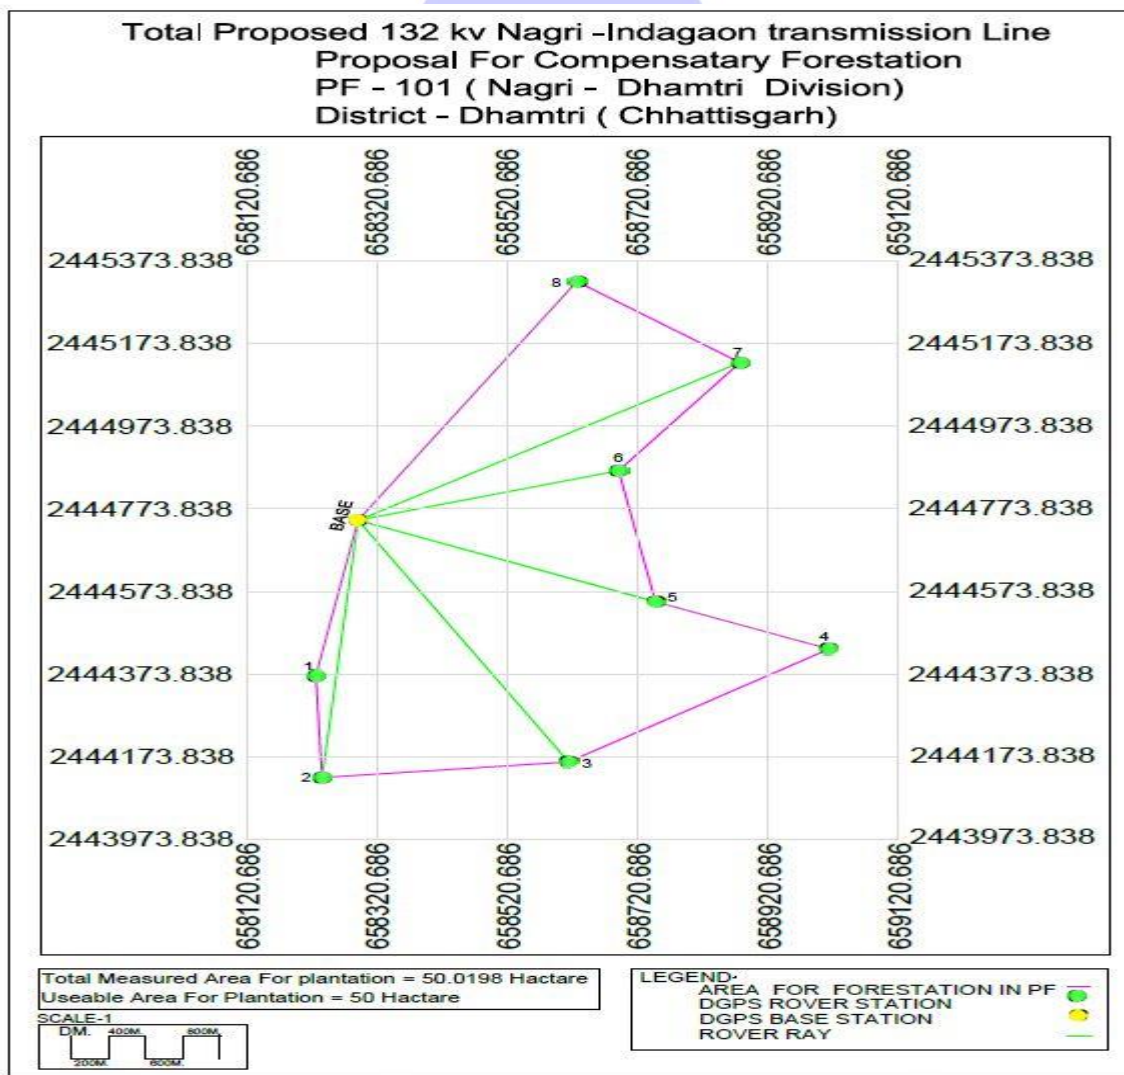 Total Proposed 132 kv Nagri -Indagaon transmission Line
Proposal For Compensatary Forestation
PF - 101 ( Nagri - Dhamtri Division)
District - Dhamtri ( Chhattisgarh)
658120.686 658320.686 658520.686 658720.686 658920.686 659120.686
2445373.838 2445373.838
8
2445173.838 2445173.838
7
2444973.838 2444973.838
6
2444773.838 2444773.838
BASE
2444573.838 2444573.838
5
4
1
2444373.838 2444373.838
2444173.838 2444173.838
3
2
2443973.838 2443973.838
658120.686 658320.686 658520.686 658720.686 658920.686 659120.686
Total Measured Area For plantation = 50.0198 Hactare
Useable Area For Plantation = 50 Hactare
SCALE-1
DM. 400M. 800M.
200M. 600M.
LEGEND-
AREA FOR FORESTATION IN PF
DGPS ROVER STATION
DGPS BASE STATION
ROVER RAY